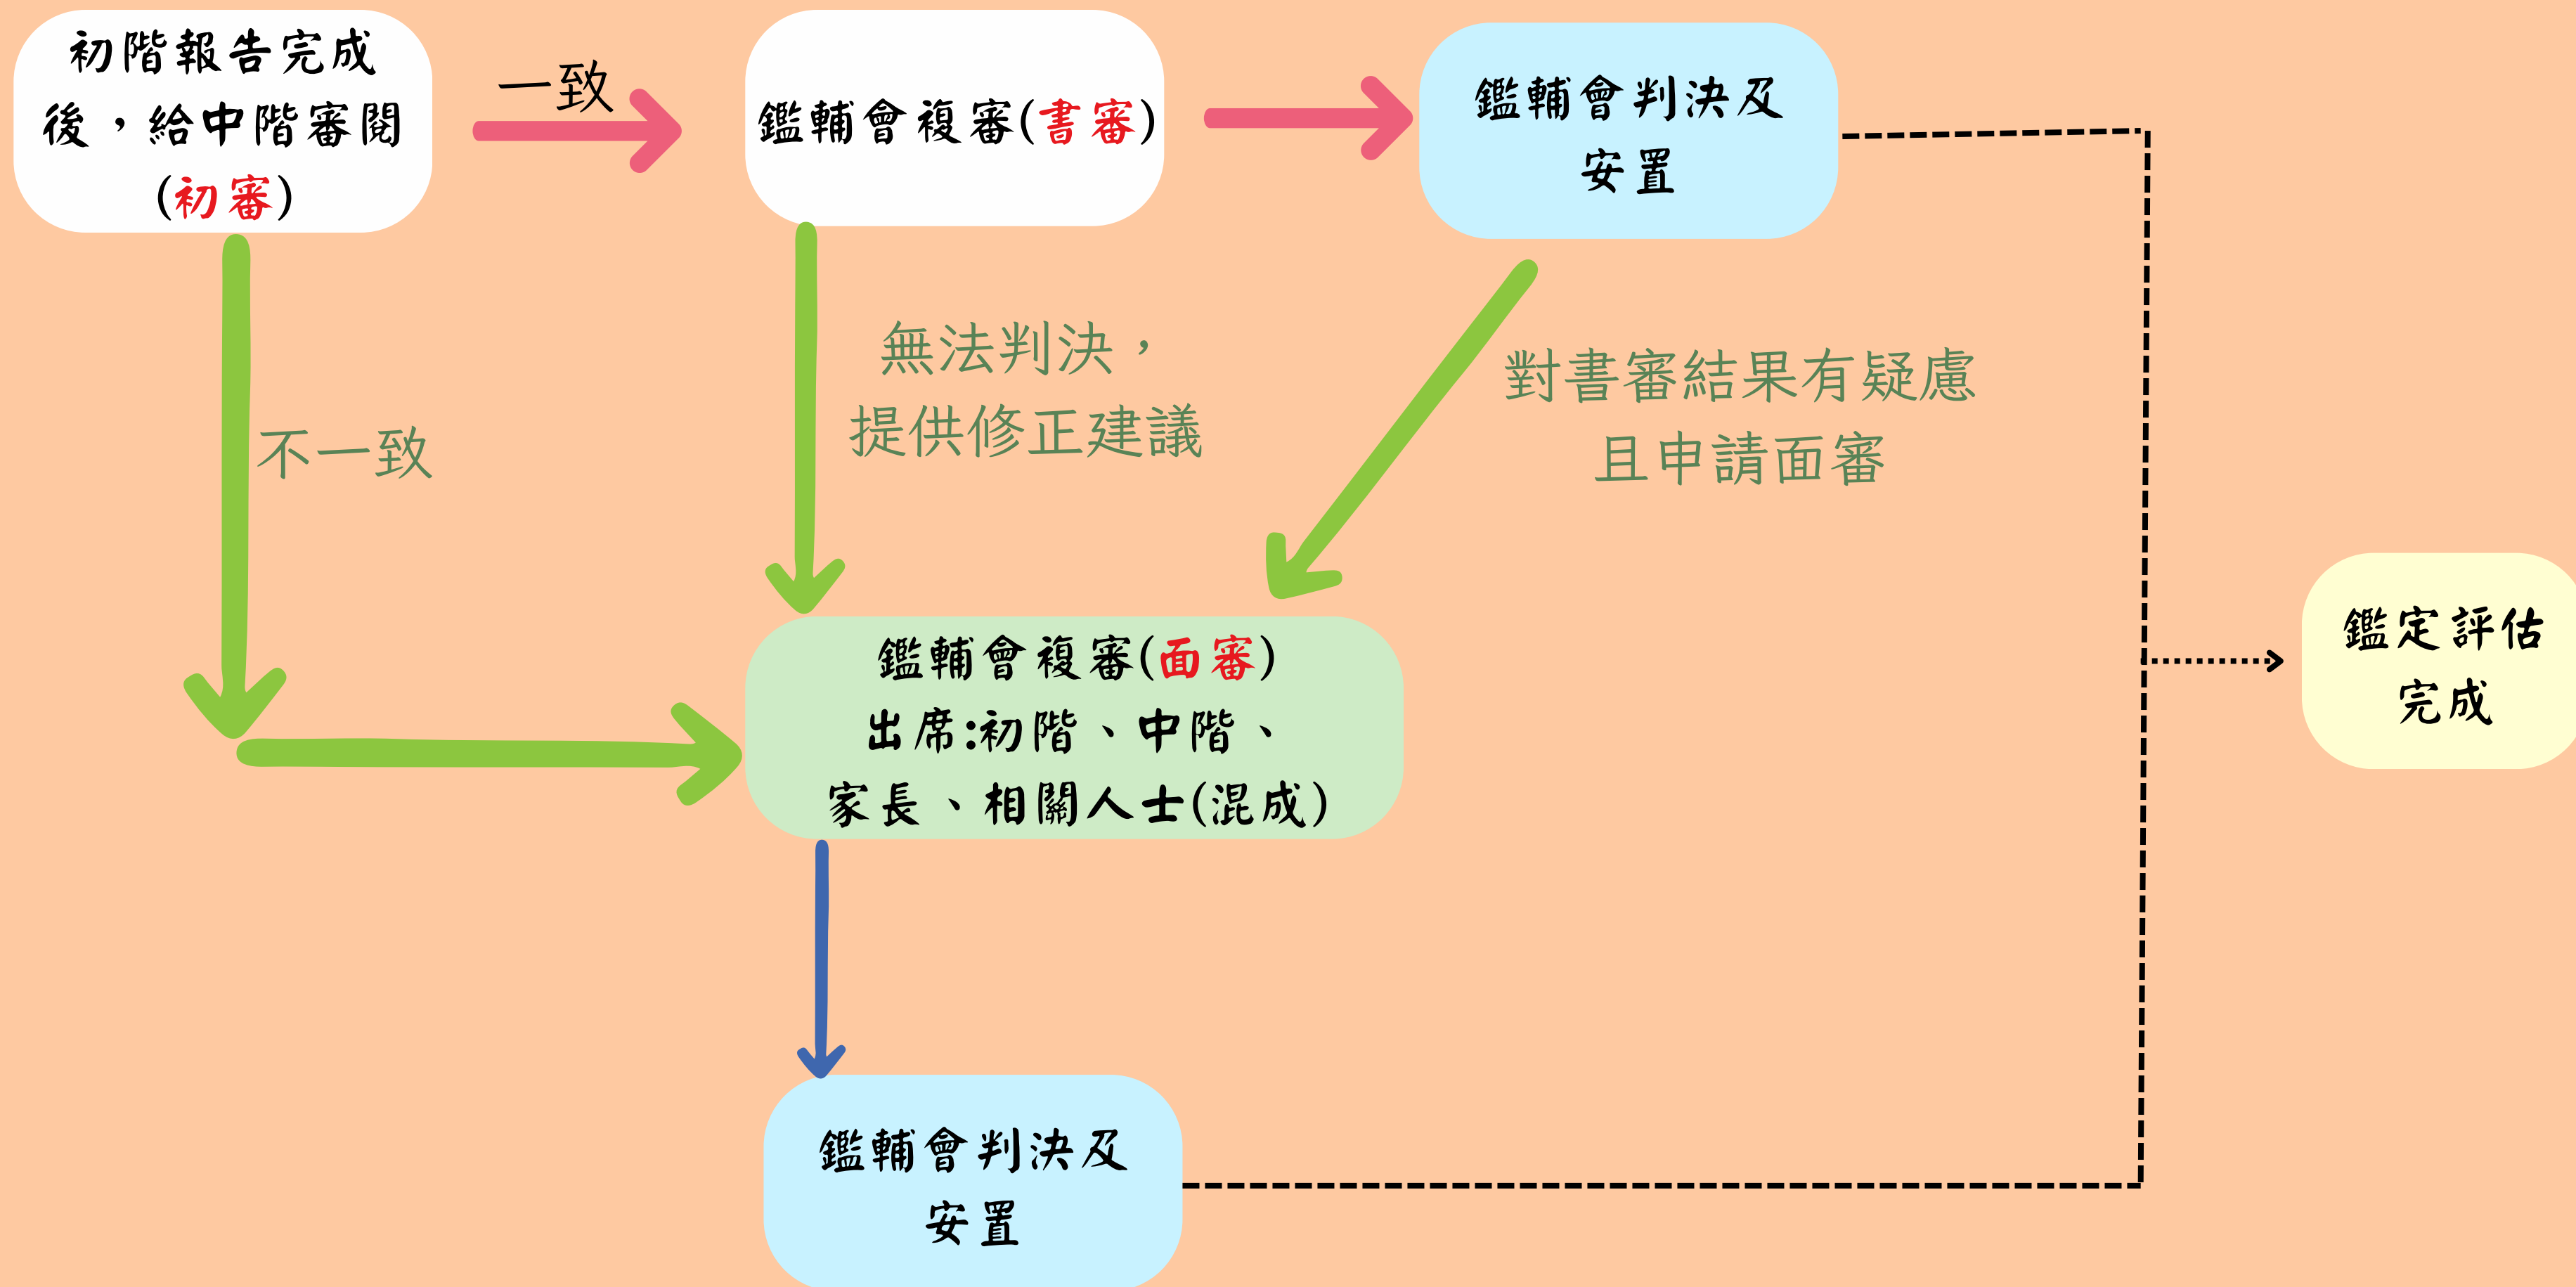 初階報告完成
後，給中階審閱
(初審)
一致
鑑輔會複審(書審)
鑑輔會判決及
安置
不一致
無法判決，
提供修正建議
對書審結果有疑慮
且申請面審
鑑輔會複審(面審)
出席:初階、中階、
家長、相關人士(混成)
鑑定評估
完成
鑑輔會判決及
安置